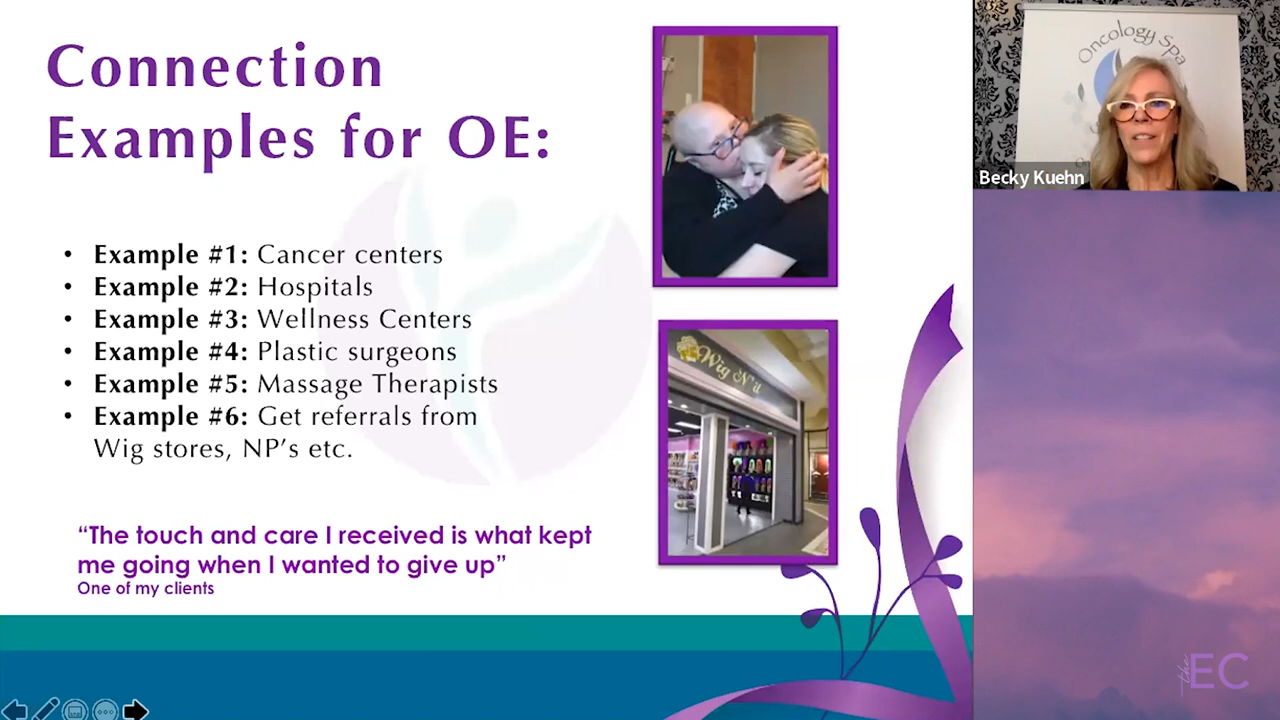 Connection
Examples for OE:
• Example #1: Cancer centers
• Example #2: Hospitals
• Example #3: Wellness Centers
• Example #4: Plastic surgeons
• Example #5: Massage Therapists
• Example #6: Get referrals from
Wig stores, NP’s etc.
“The touch and care I received is what kept
me going when I wanted to give up”
One of my clients
Wig N' it
Oncology Spa
Becky Kuehn
the EC